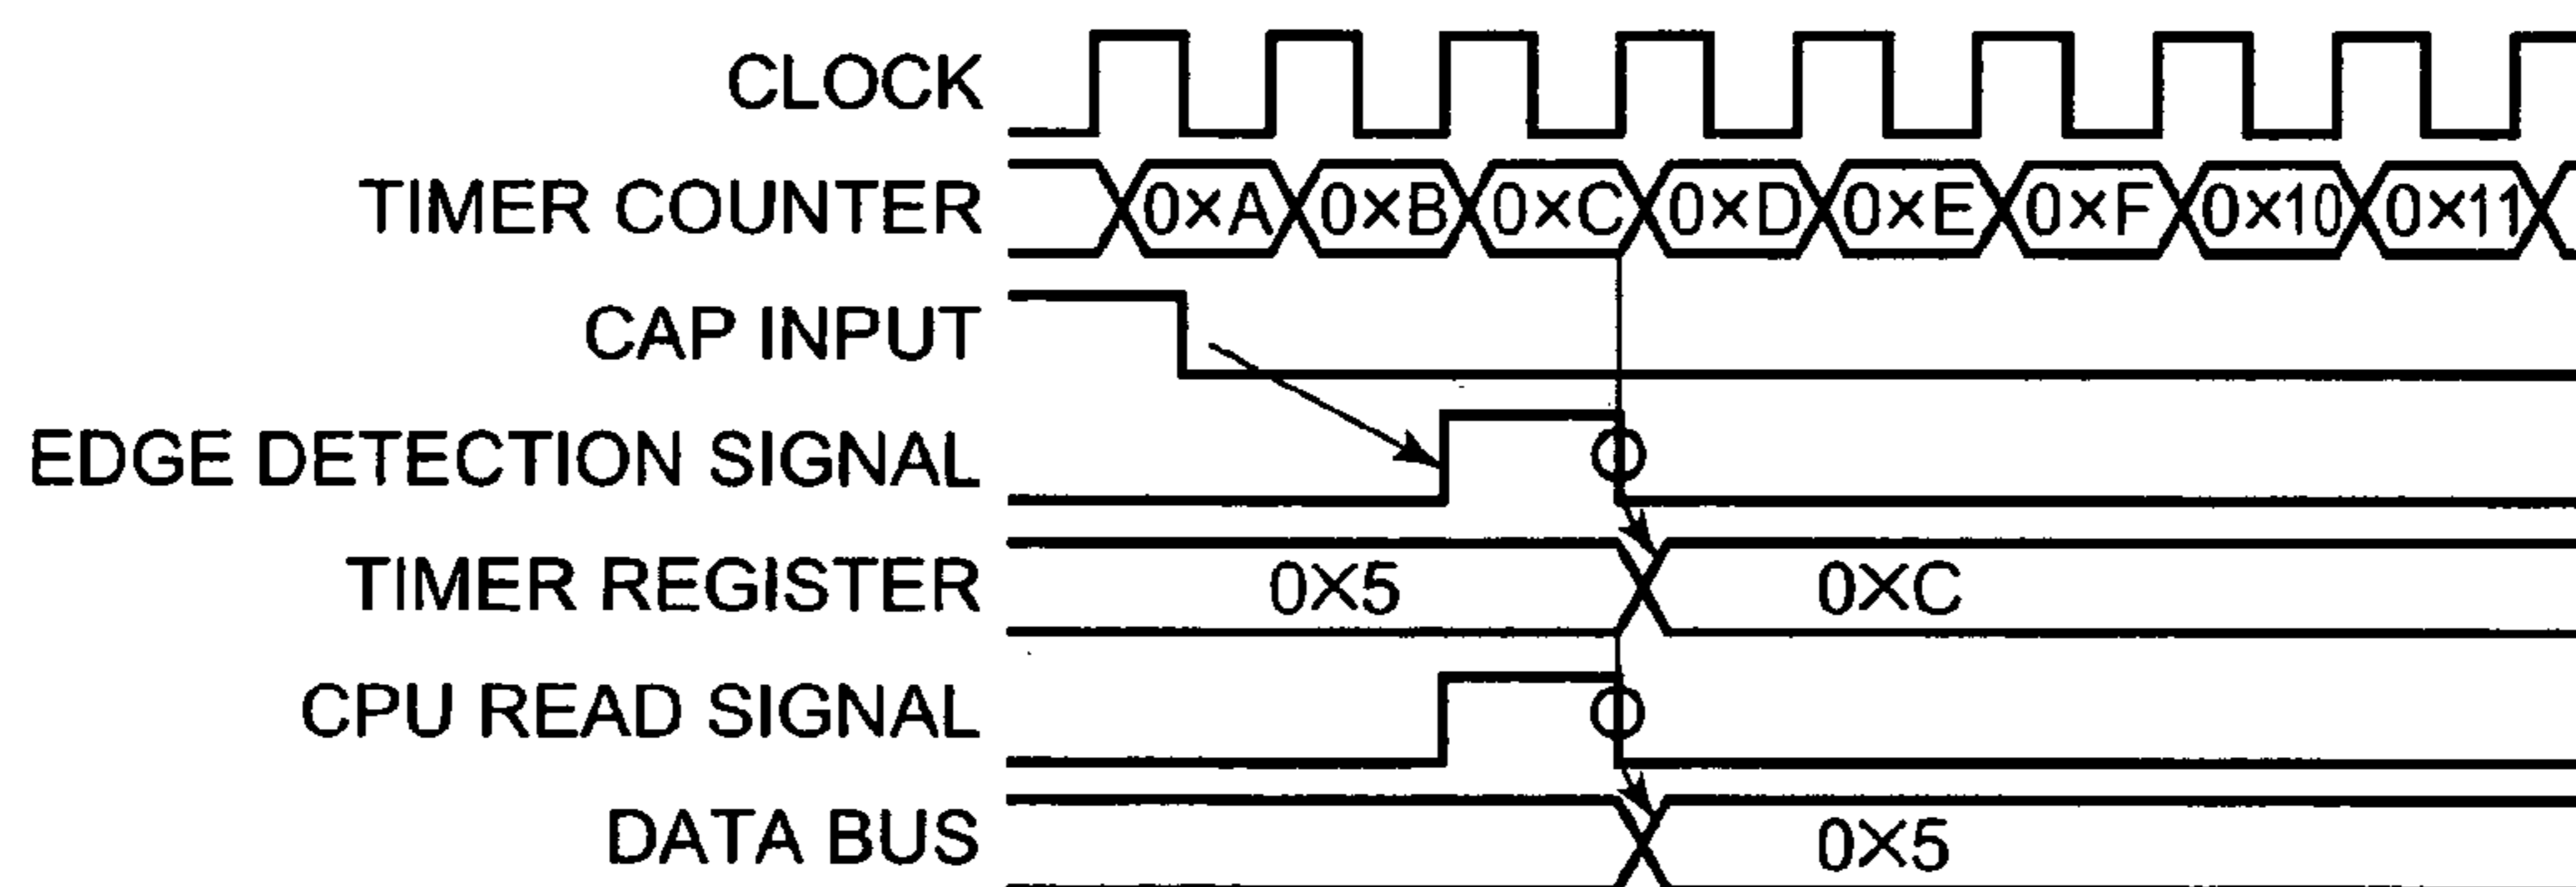 CLOCK
TIMER COUNTER 0×A 0×B 0×C 0×D 0×E 0×F 0×10 0×11
CAP INPUT
EDGE DETECTION SIGNAL
TIMER REGISTER 0×5 0×C
CPU READ SIGNAL
DATA BUS 0×5